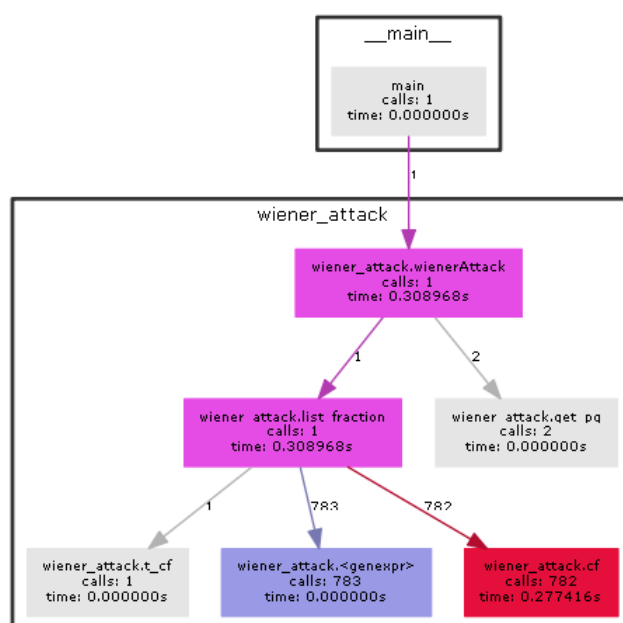 __main__
main
calls: 1
time: 0.000000s
1
wiener_attack
wiener_attack.wienerAttack
calls: 1
time: 0.308968s
1
2
wiener_attack.list_fraction
calls: 1
time: 0.308968s
wiener_attack.get_pq
calls: 2
time: 0.000000s
1
783
782
wiener_attack.t_cf
calls: 1
time: 0.000000s
wiener_attack.<genexpr>
calls: 783
time: 0.000000s
wiener_attack.cf
calls: 782
time: 0.277416s